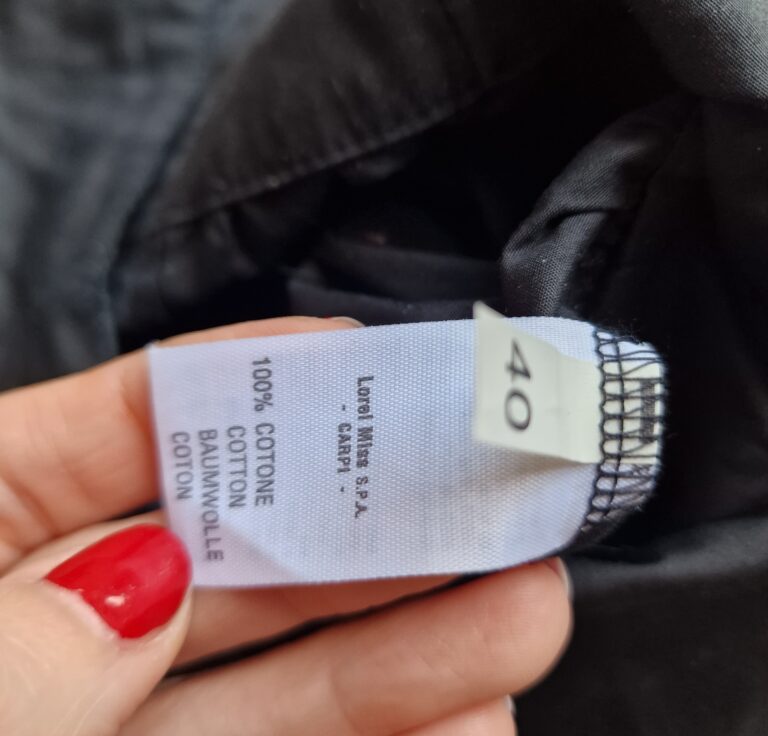 40
Lorel Miss S.P.A.
- CARPI -
100% COTONE
COTTON
BAUMWOLLE
COTON